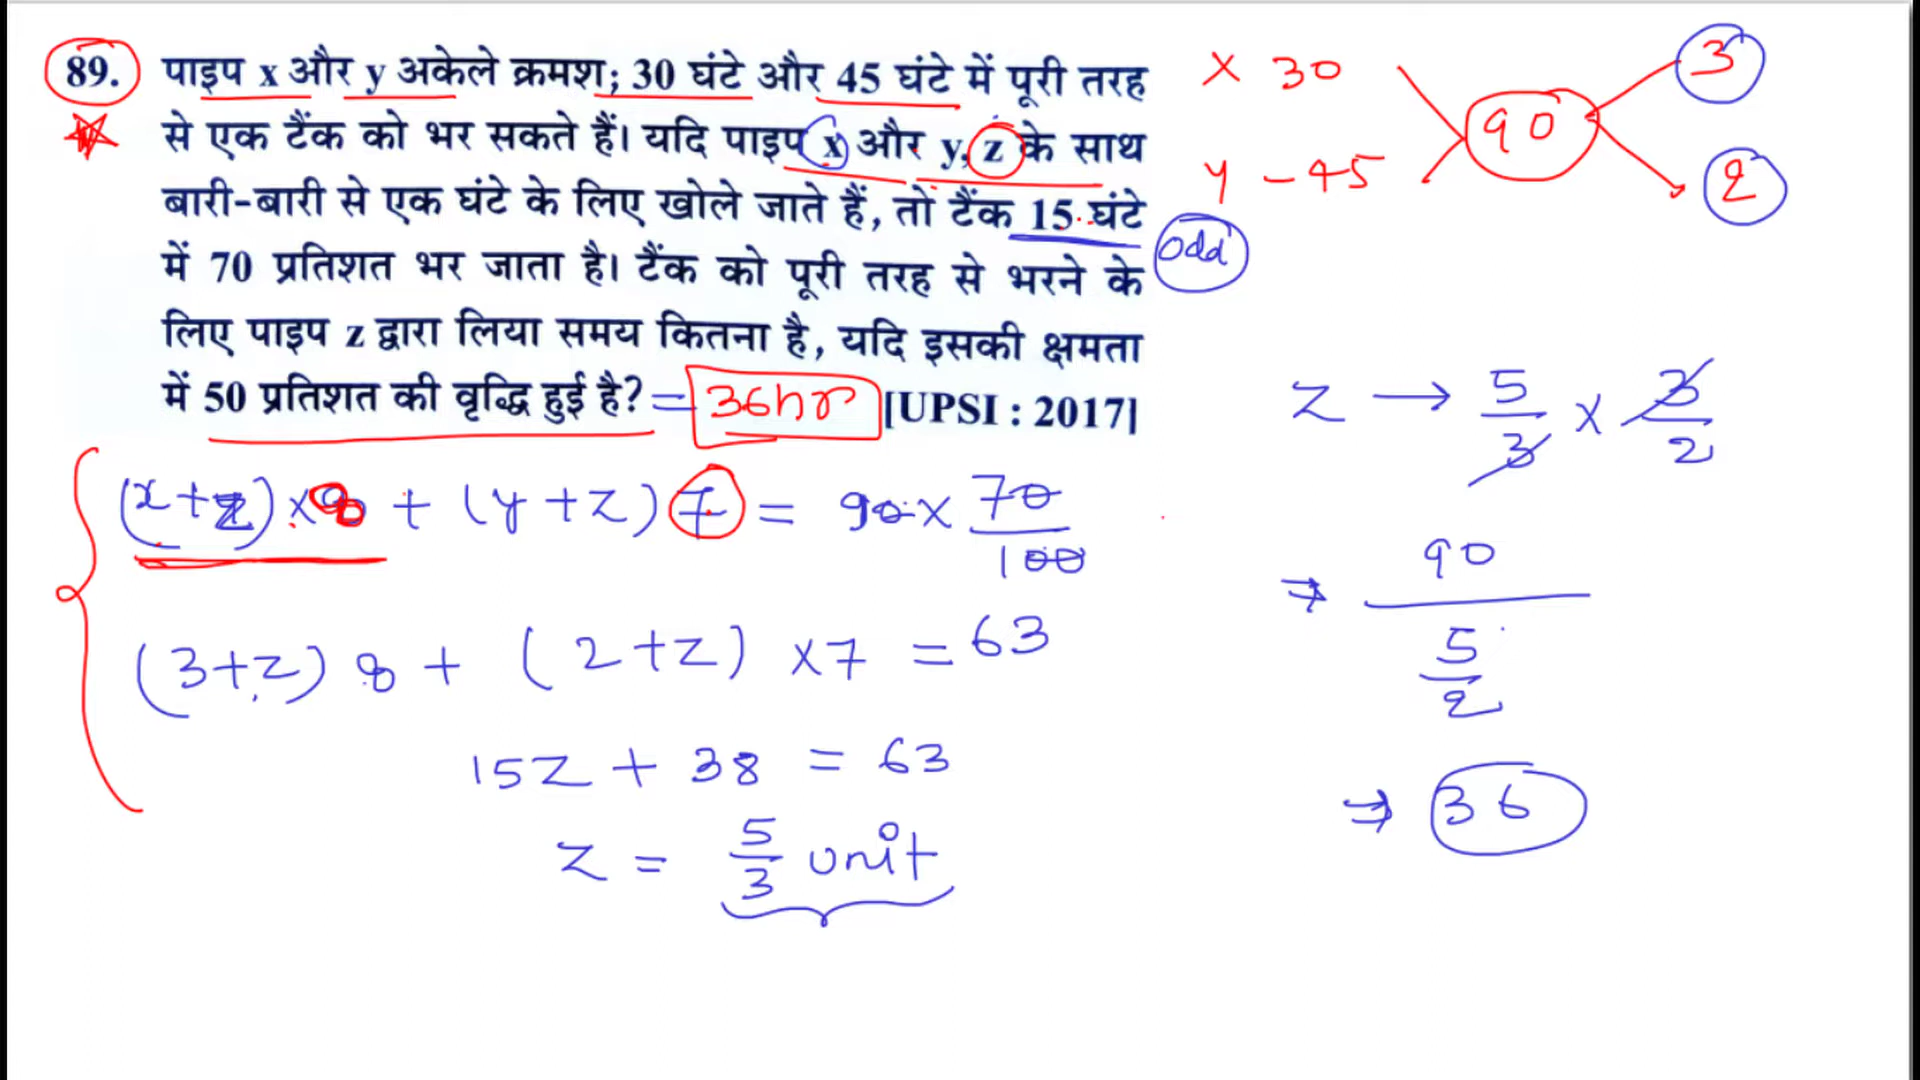 89. पाइप x और y अकेले क्रमश; 30 घंटे और 45 घंटे में पूरी तरह
से एक टैंक को भर सकते हैं। यदि पाइप x और y, z के साथ
बारी-बारी से एक घंटे के लिए खोले जाते हैं, तो टैंक 15 घंटे
में 70 प्रतिशत भर जाता है। टैंक को पूरी तरह से भरने के
लिए पाइप z द्वारा लिया समय कितना है, यदि इसकी क्षमता
में 50 प्रतिशत की वृद्धि हुई है? = 36hr [UPSI : 2017]
(x+z)×8 + (y+z) 7 = 90× 70/100
(3+z) 8 + (2+z) ×7 = 63
15z + 38 = 63
z = 5/3 unit
x 30 90 3
y - 45 2
odd
z → 5/3 × 3/2
⇒ 90/(5/2)
⇒ 36